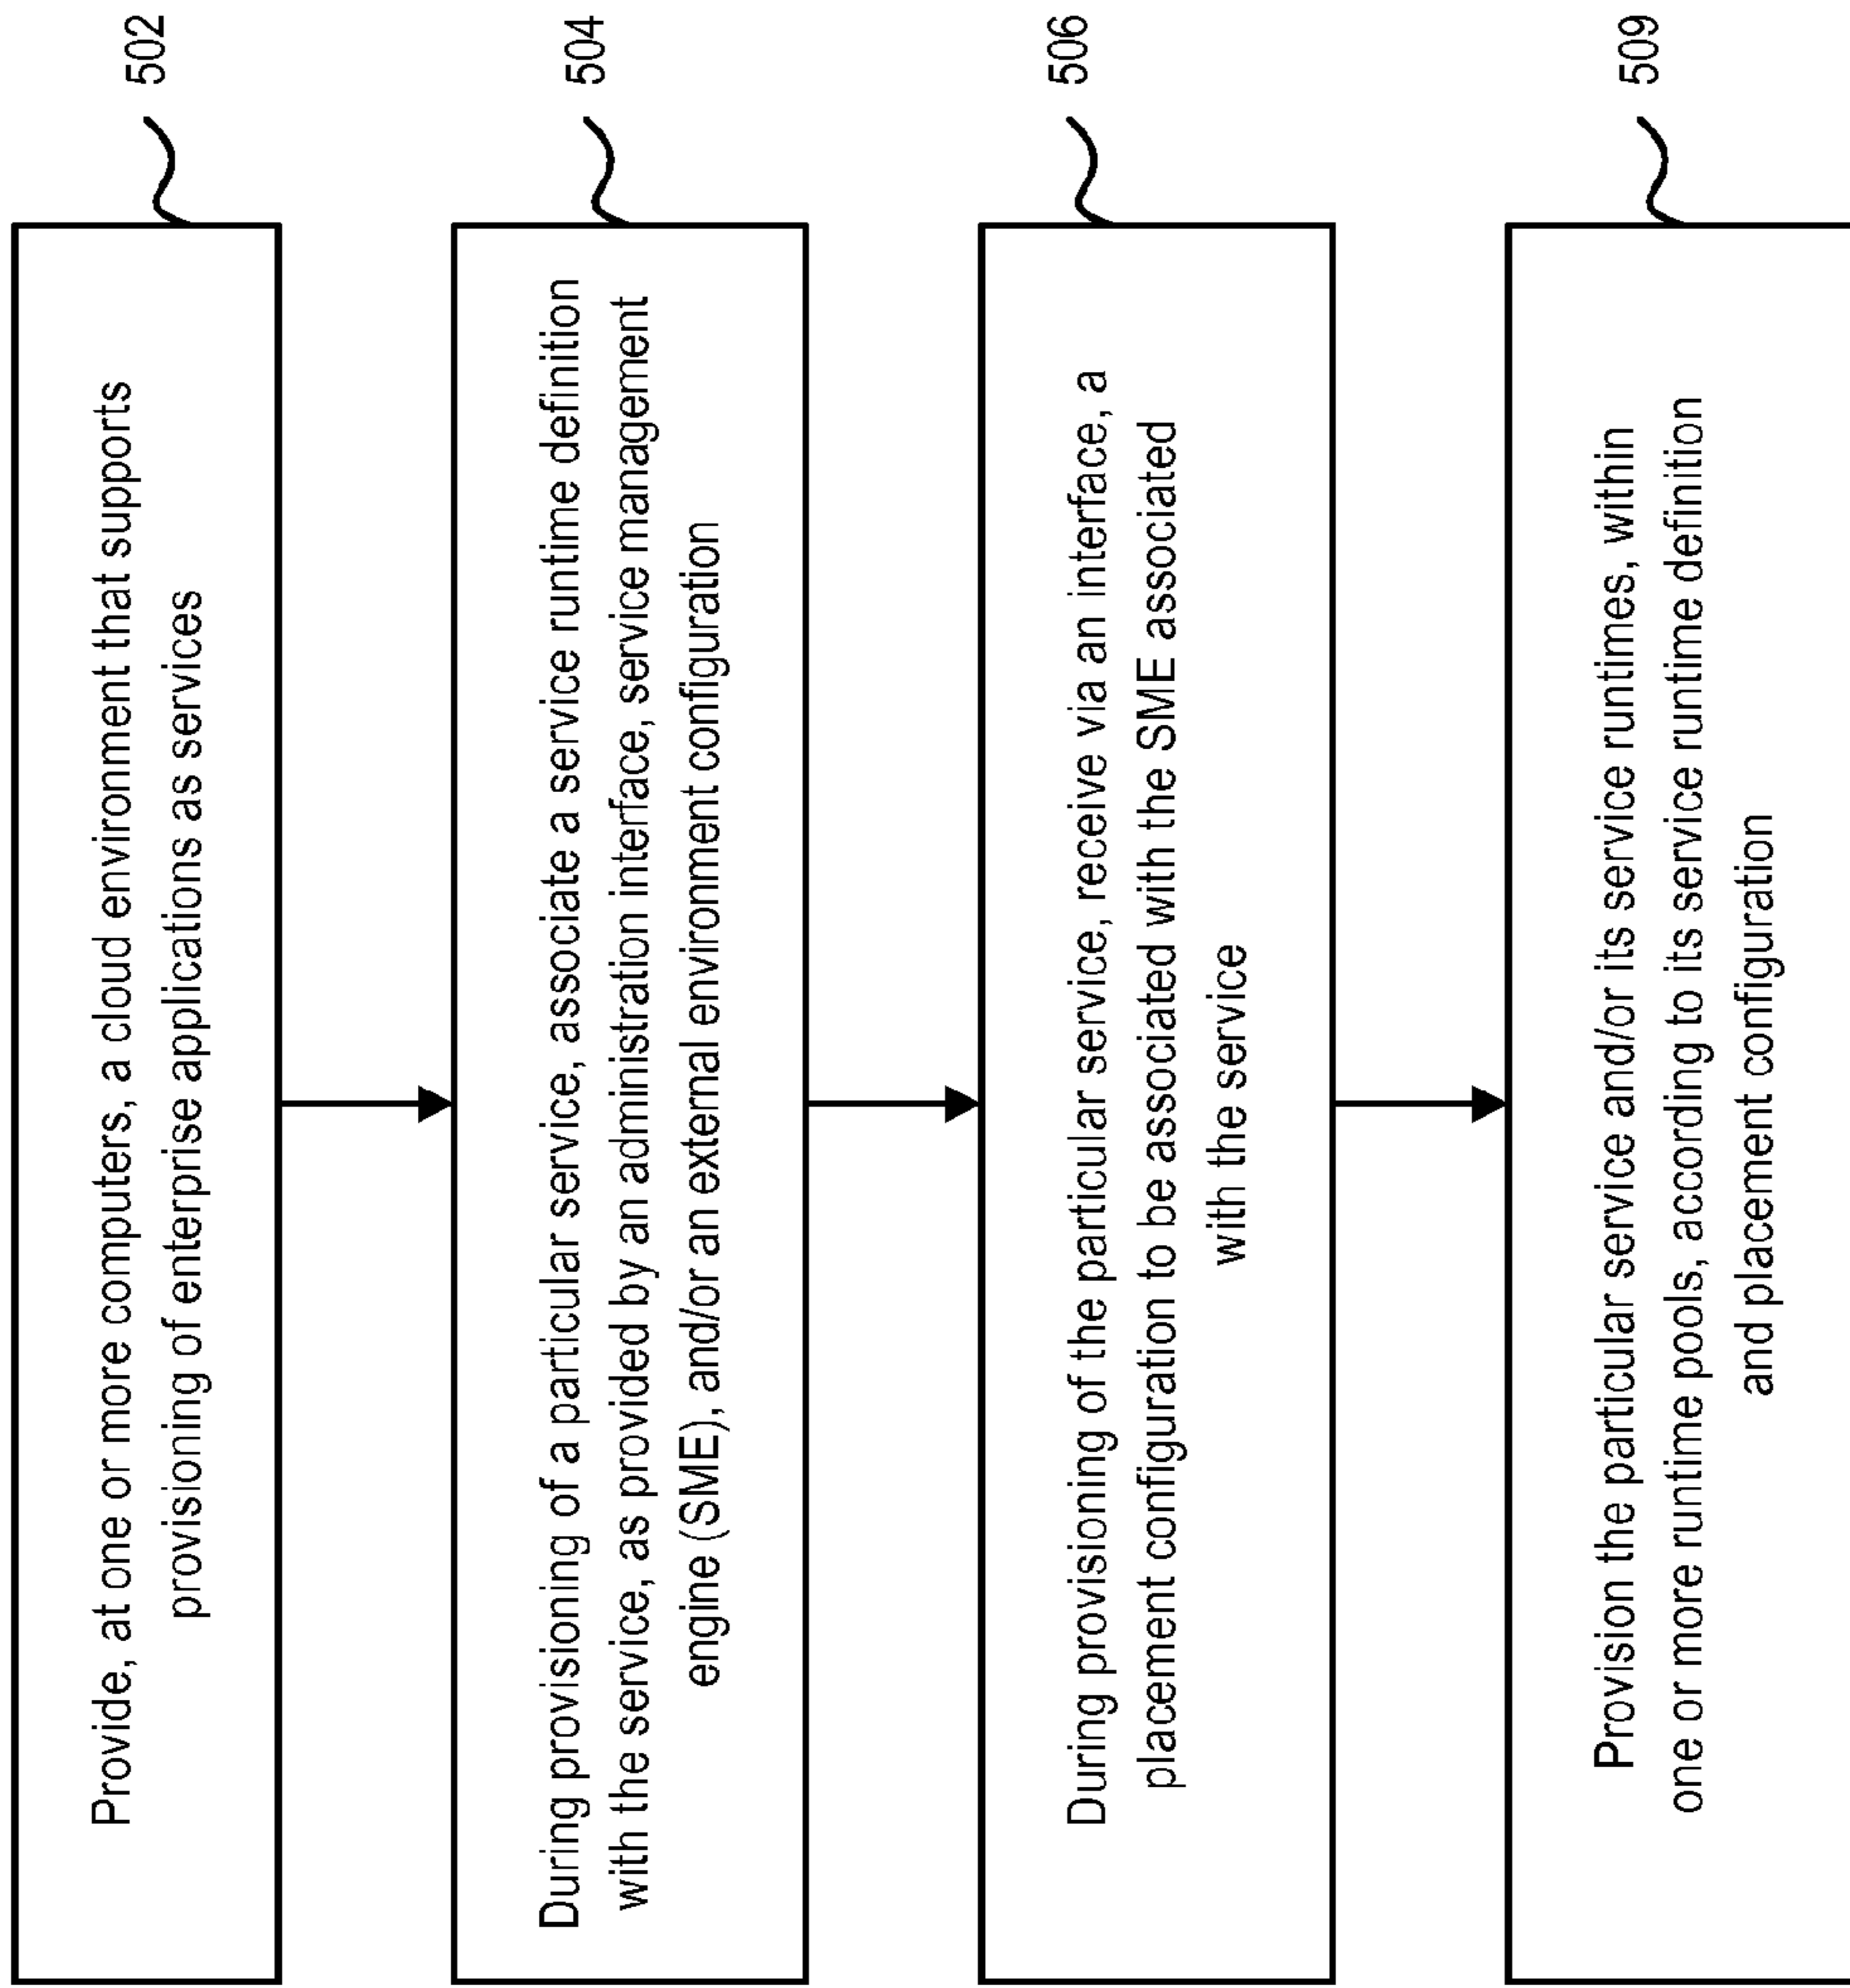 502
Provide, at one or more computers, a cloud environment that supports
provisioning of enterprise applications as services
504
During provisioning of a particular service, associate a service runtime definition
with the service, as provided by an administration interface, service management
engine (SME), and/or an external environment configuration
506
During provisioning of the particular service, receive via an interface, a
placement configuration to be associated with the SME associated
with the service
509
Provision the particular service and/or its service runtimes, within
one or more runtime pools, according to its service runtime definition
and placement configuration